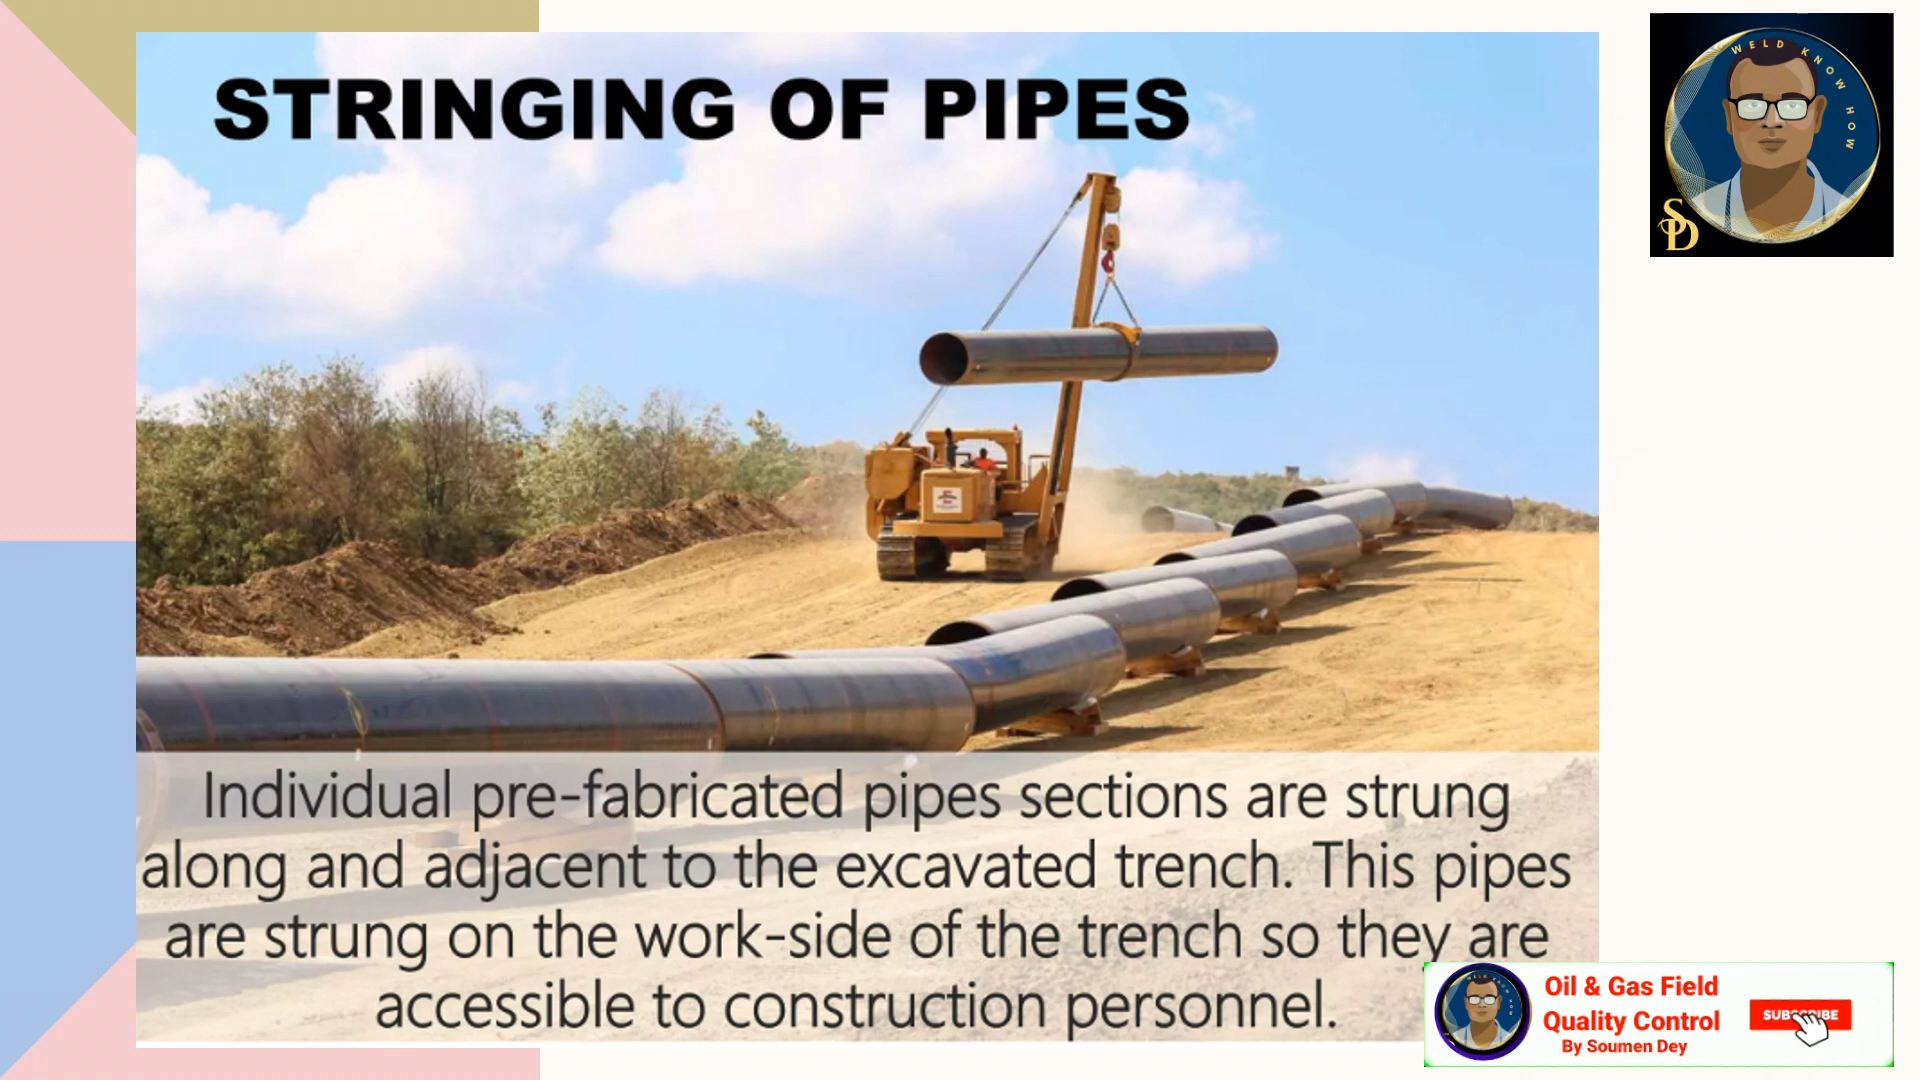 STRINGING OF PIPES
WELD KNOW HOW
SD
Individual pre-fabricated pipes sections are strung
along and adjacent to the excavated trench. This pipes
are strung on the work-side of the trench so they are
accessible to construction personnel.
Oil & Gas Field
Quality Control
By Soumen Dey
SUBSCRIBE